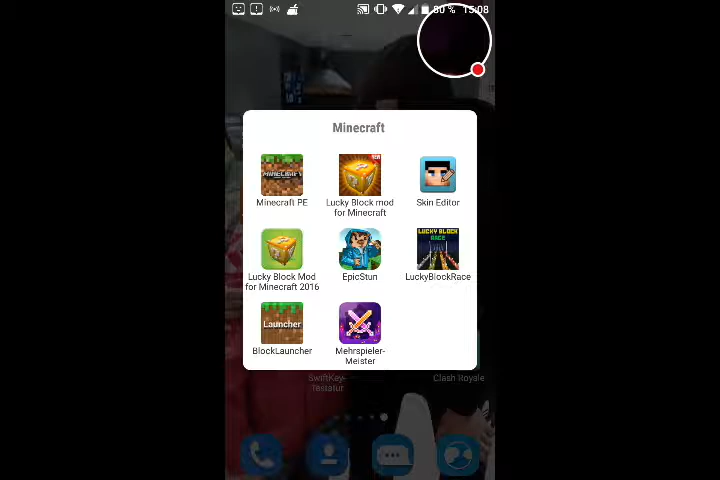 80 % 15:08
Minecraft
MINECRAFT
Minecraft PE
Lucky Block mod
for Minecraft
Skin Editor
LUCKY BLOCK
RACE
Lucky Block Mod
for Minecraft 2016
EpicStun
LuckyBlockRace
Launcher
BlockLauncher
Mehrspieler-
Meister
SwiftKey-
Tastatur
Clash Royale